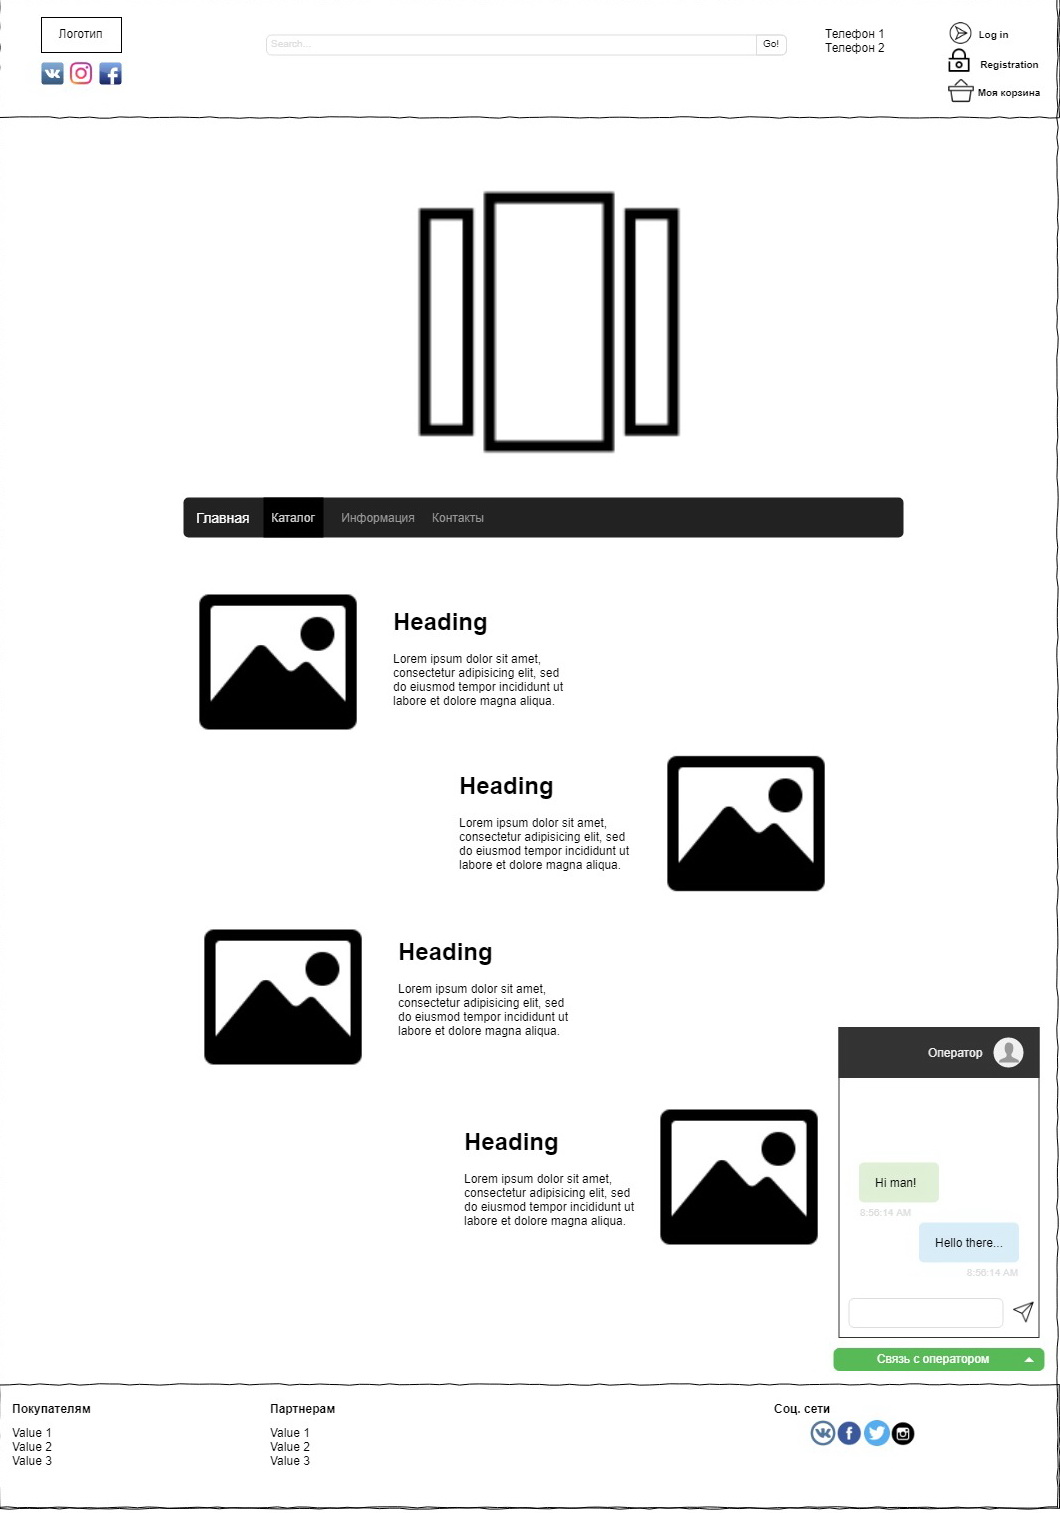 Логотип
Search...
Go!
Телефон 1
Телефон 2
Log in
Registration
Моя корзина
Главная
Каталог
Информация
Контакты
Heading
Lorem ipsum dolor sit amet,
consectetur adipisicing elit, sed
do eiusmod tempor incididunt ut
labore et dolore magna aliqua.
Heading
Lorem ipsum dolor sit amet,
consectetur adipisicing elit, sed
do eiusmod tempor incididunt ut
labore et dolore magna aliqua.
Heading
Lorem ipsum dolor sit amet,
consectetur adipisicing elit, sed
do eiusmod tempor incididunt ut
labore et dolore magna aliqua.
Heading
Lorem ipsum dolor sit amet,
consectetur adipisicing elit, sed
do eiusmod tempor incididunt ut
labore et dolore magna aliqua.
Оператор
Hi man!
8:56:14 AM
Hello there...
8:56:14 AM
Связь с оператором
Покупателям
Value 1
Value 2
Value 3
Партнерам
Value 1
Value 2
Value 3
Соц. сети